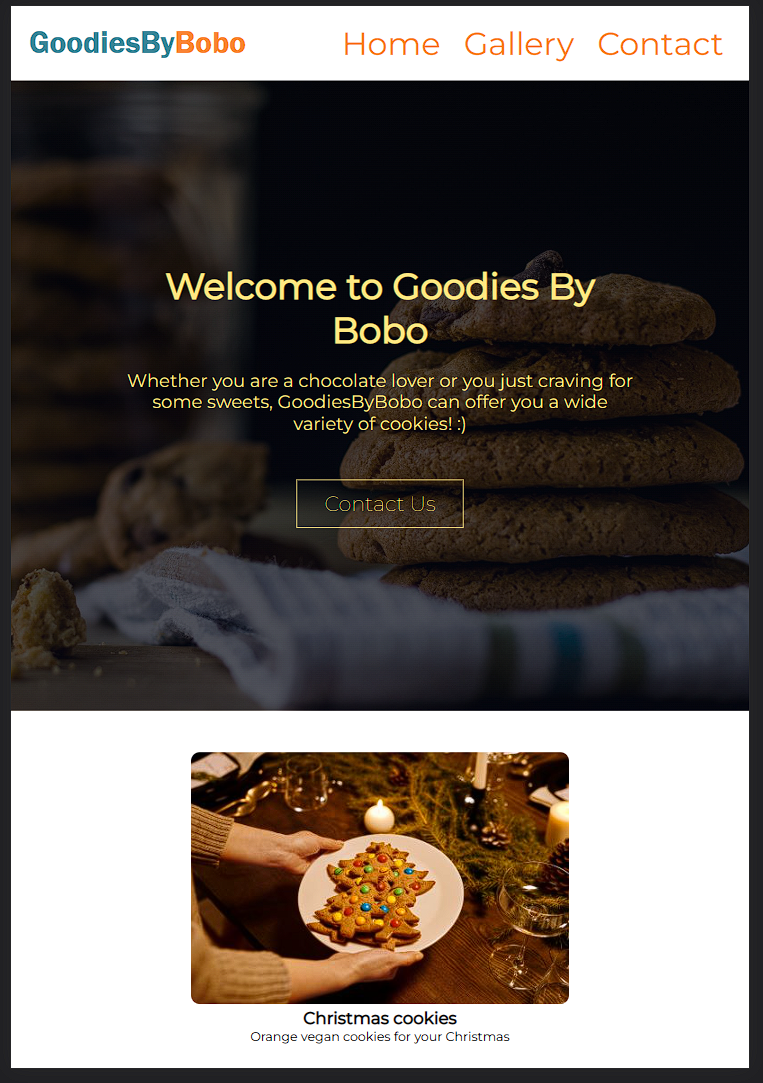 GoodiesByBobo
Home Gallery Contact
Welcome to Goodies By
Bobo
Whether you are a chocolate lover or you just craving for
some sweets, GoodiesByBobo can offer you a wide
variety of cookies! :)
Contact Us
Christmas cookies
Orange vegan cookies for your Christmas